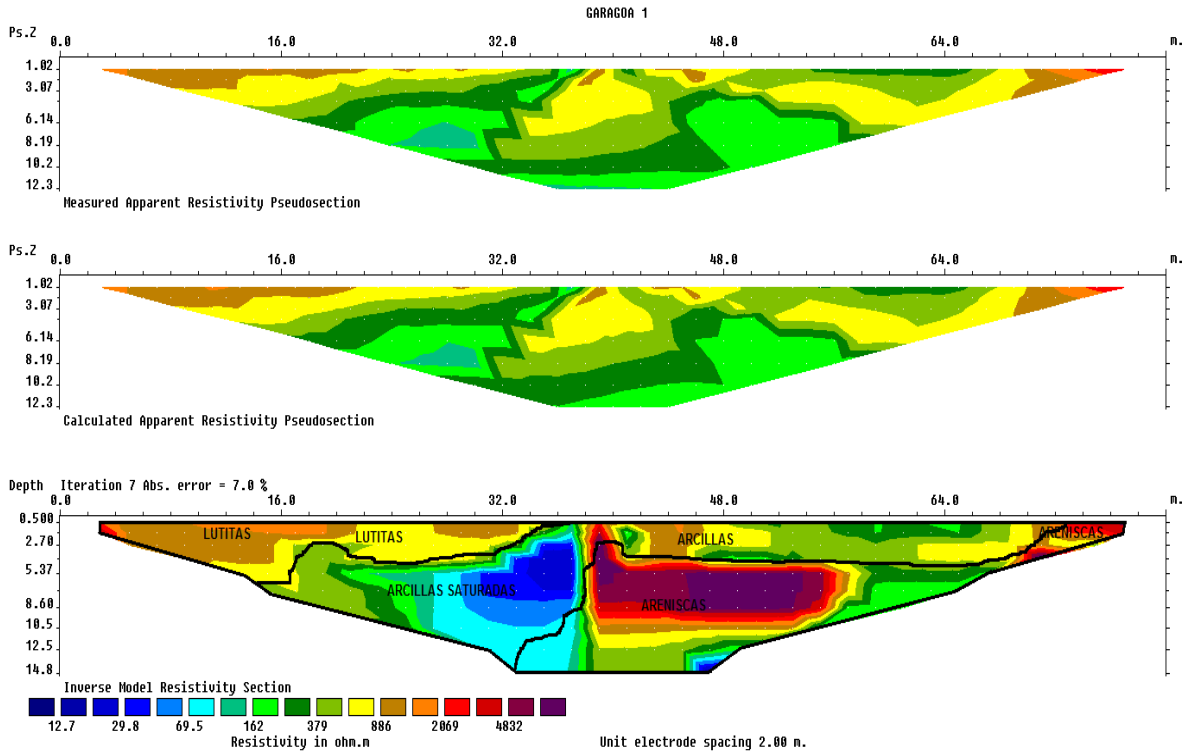 GARAGOA 1
Ps.Z 0.0 16.0 32.0 48.0 64.0 m.
1.02
3.07
6.14
8.19
10.2
12.3
Measured Apparent Resistivity Pseudosection
Ps.Z 0.0 16.0 32.0 48.0 64.0 m.
1.02
3.07
6.14
8.19
10.2
12.3
Calculated Apparent Resistivity Pseudosection
Depth Iteration 7 Abs. error = 7.0 %
0.0 16.0 32.0 48.0 64.0 m.
0.500
LUTITAS LUTITAS ARCILLAS ARENISCAS
2.70
5.37
ARCILLAS SATURADAS
8.60 ARENISCAS
10.5
12.5
14.8
Inverse Model Resistivity Section
12.7 29.8 69.5 162 379 886 2069 4832
Resistivity in ohm.m Unit electrode spacing 2.00 m.